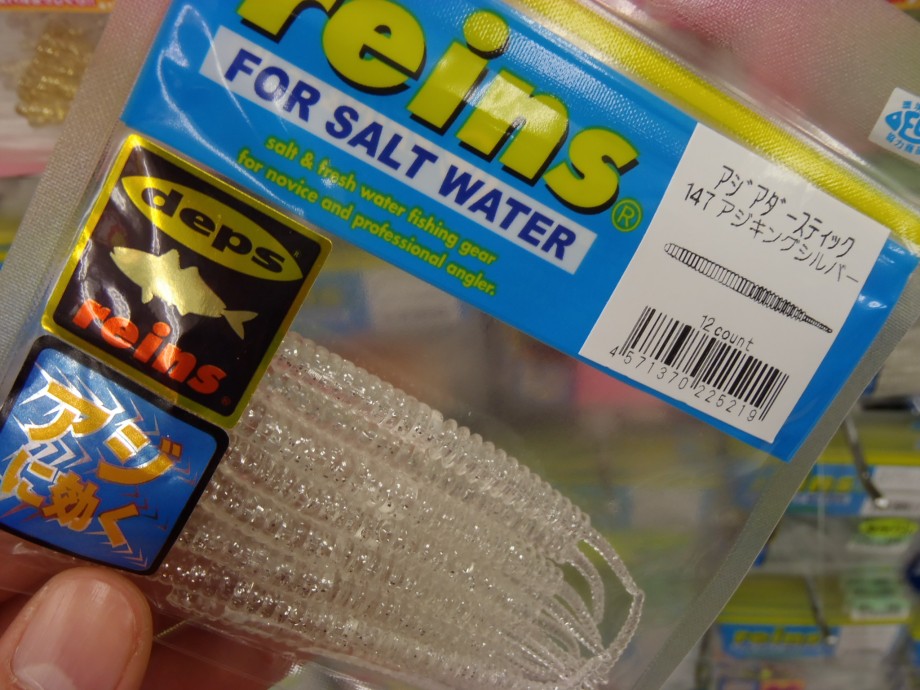 reins®
FOR SALT WATER
salt & fresh water fishing gear
for novice and professional angler.
アジアダースティック
147 アジキングシルバー
12count
4571370225219
deps
reins®
アジ
に効く
reins